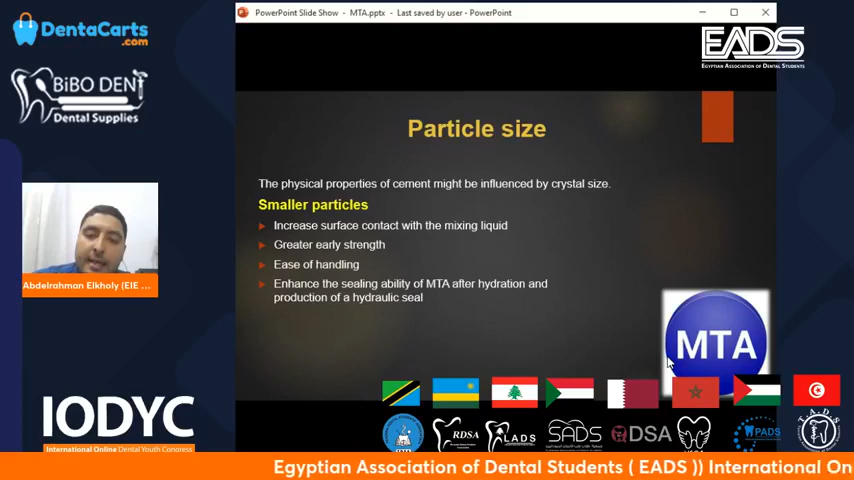 PowerPoint Slide Show - MTA.pptx - Last saved by user - PowerPoint
DentaCarts
.com
BiBO DENT
Dental Supplies
EADS
EGYPTIAN ASSOCIATION OF DENTAL STUDENTS
Particle size
The physical properties of cement might be influenced by crystal size.
Smaller particles
Increase surface contact with the mixing liquid
Greater early strength
Ease of handling
Enhance the sealing ability of MTA after hydration and
production of a hydraulic seal
Abdelrahman Elkholy (EIE ...
MTA
IODYC
International Online Dental Youth Congress
RDSA
LADS
SADS
DSA
PADS
T.A.D.S
Egyptian Association of Dental Students ( EADS )) International On